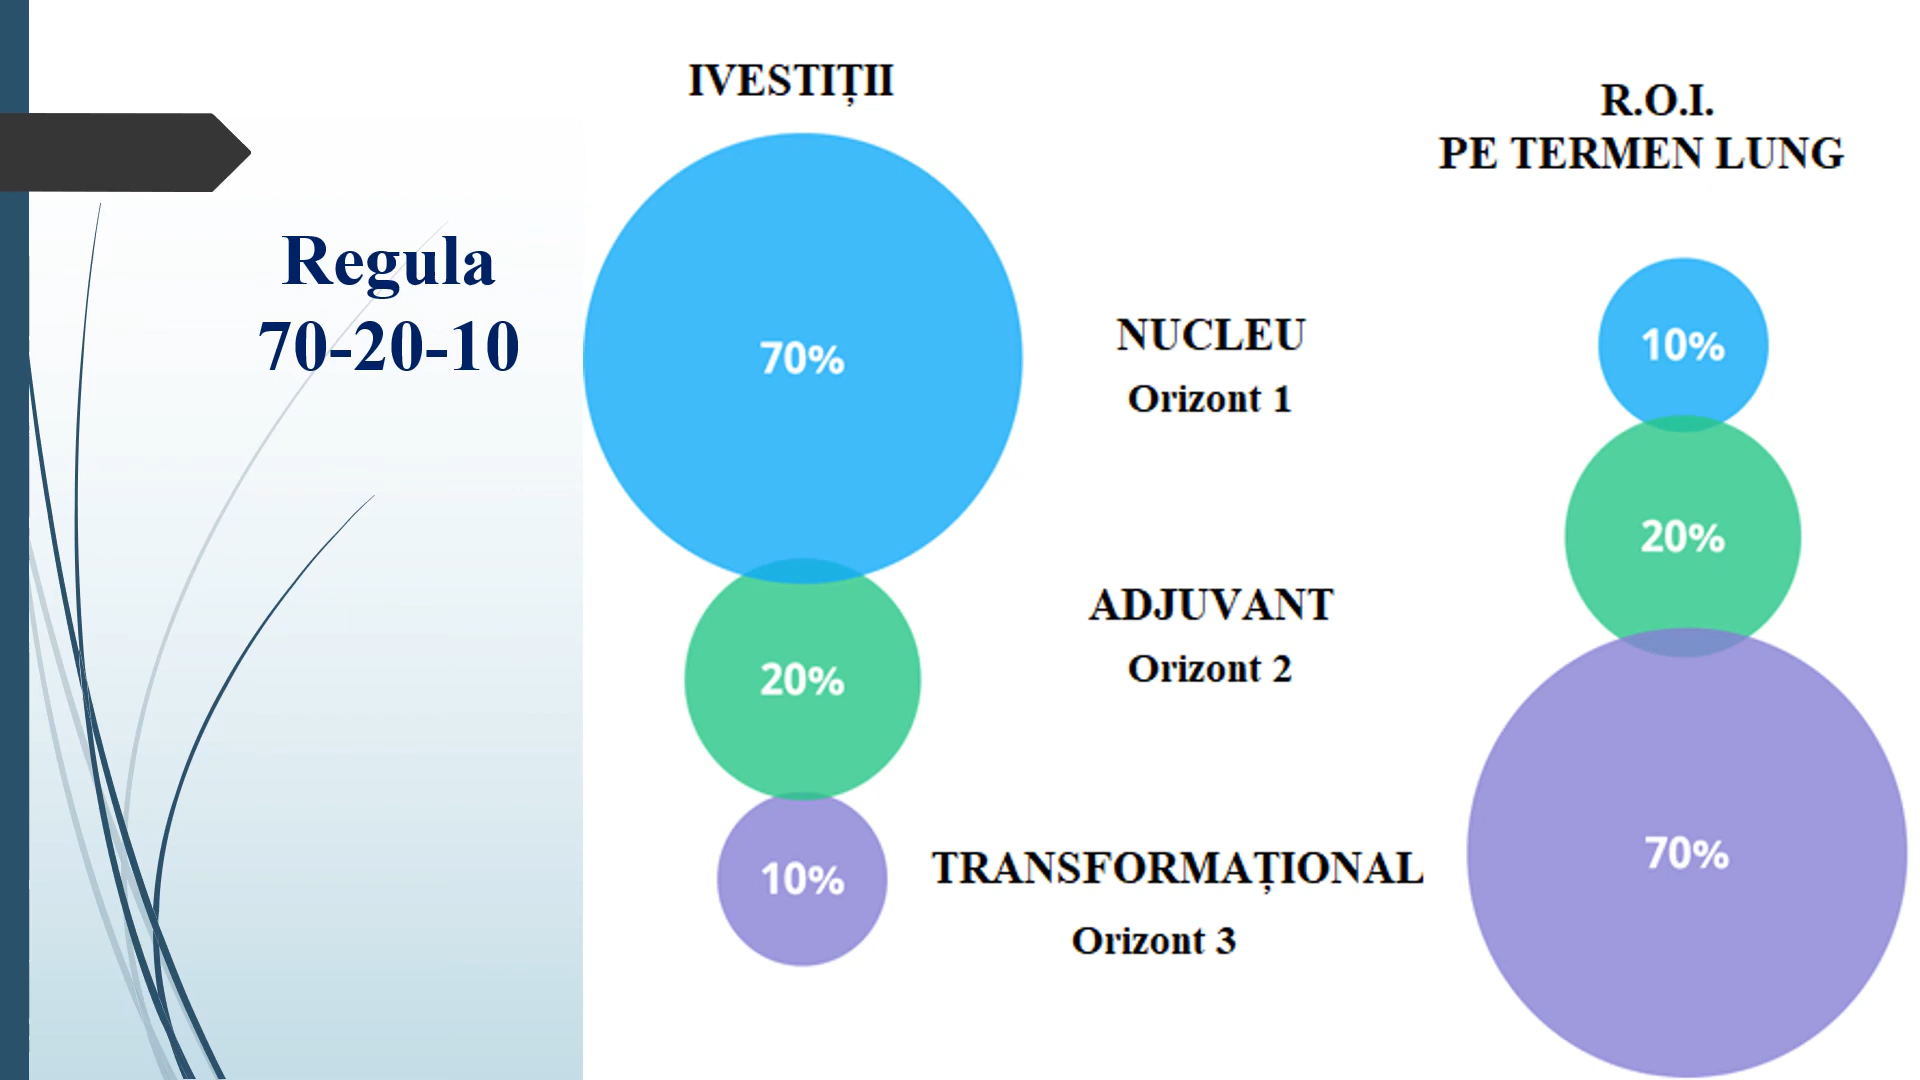 Regula
70-20-10
IVESTIȚII
70%
20%
10%
NUCLEU
Orizont 1
ADJUVANT
Orizont 2
TRANSFORMAȚIONAL
Orizont 3
R.O.I.
PE TERMEN LUNG
10%
20%
70%